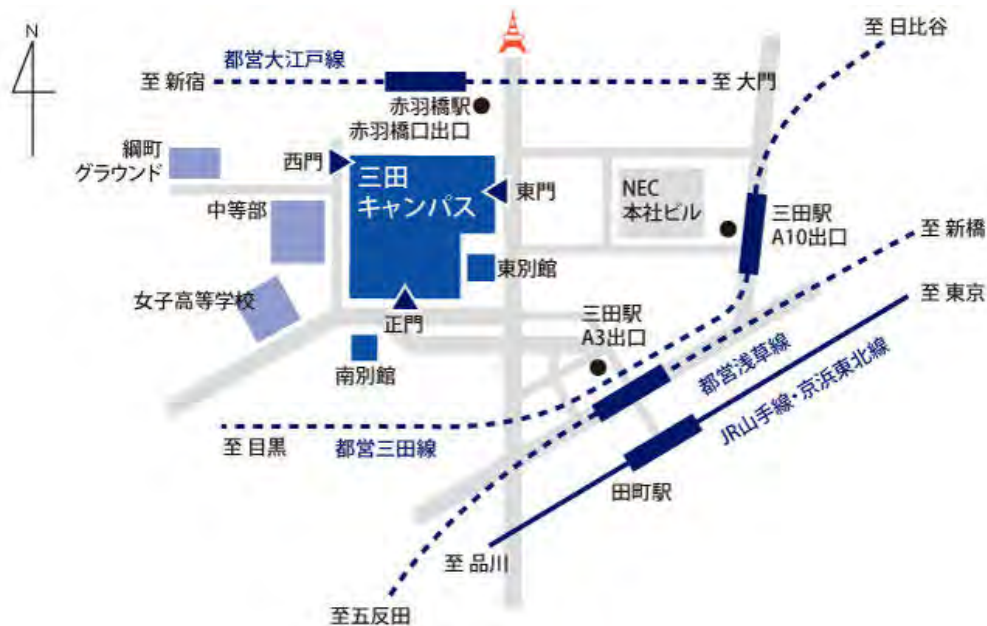 N
至 日比谷
都営大江戸線
至 新宿
至 大門
赤羽橋駅
赤羽橋口出口
綱町
グラウンド
西門
三田
キャンパス
東門
NEC
本社ビル
中等部
三田駅
A10出口
至 新橋
東別館
女子高等学校
至 東京
正門
三田駅
A3出口
南別館
都営浅草線
JR山手線・京浜東北線
至 目黒
都営三田線
田町駅
至 品川
至五反田